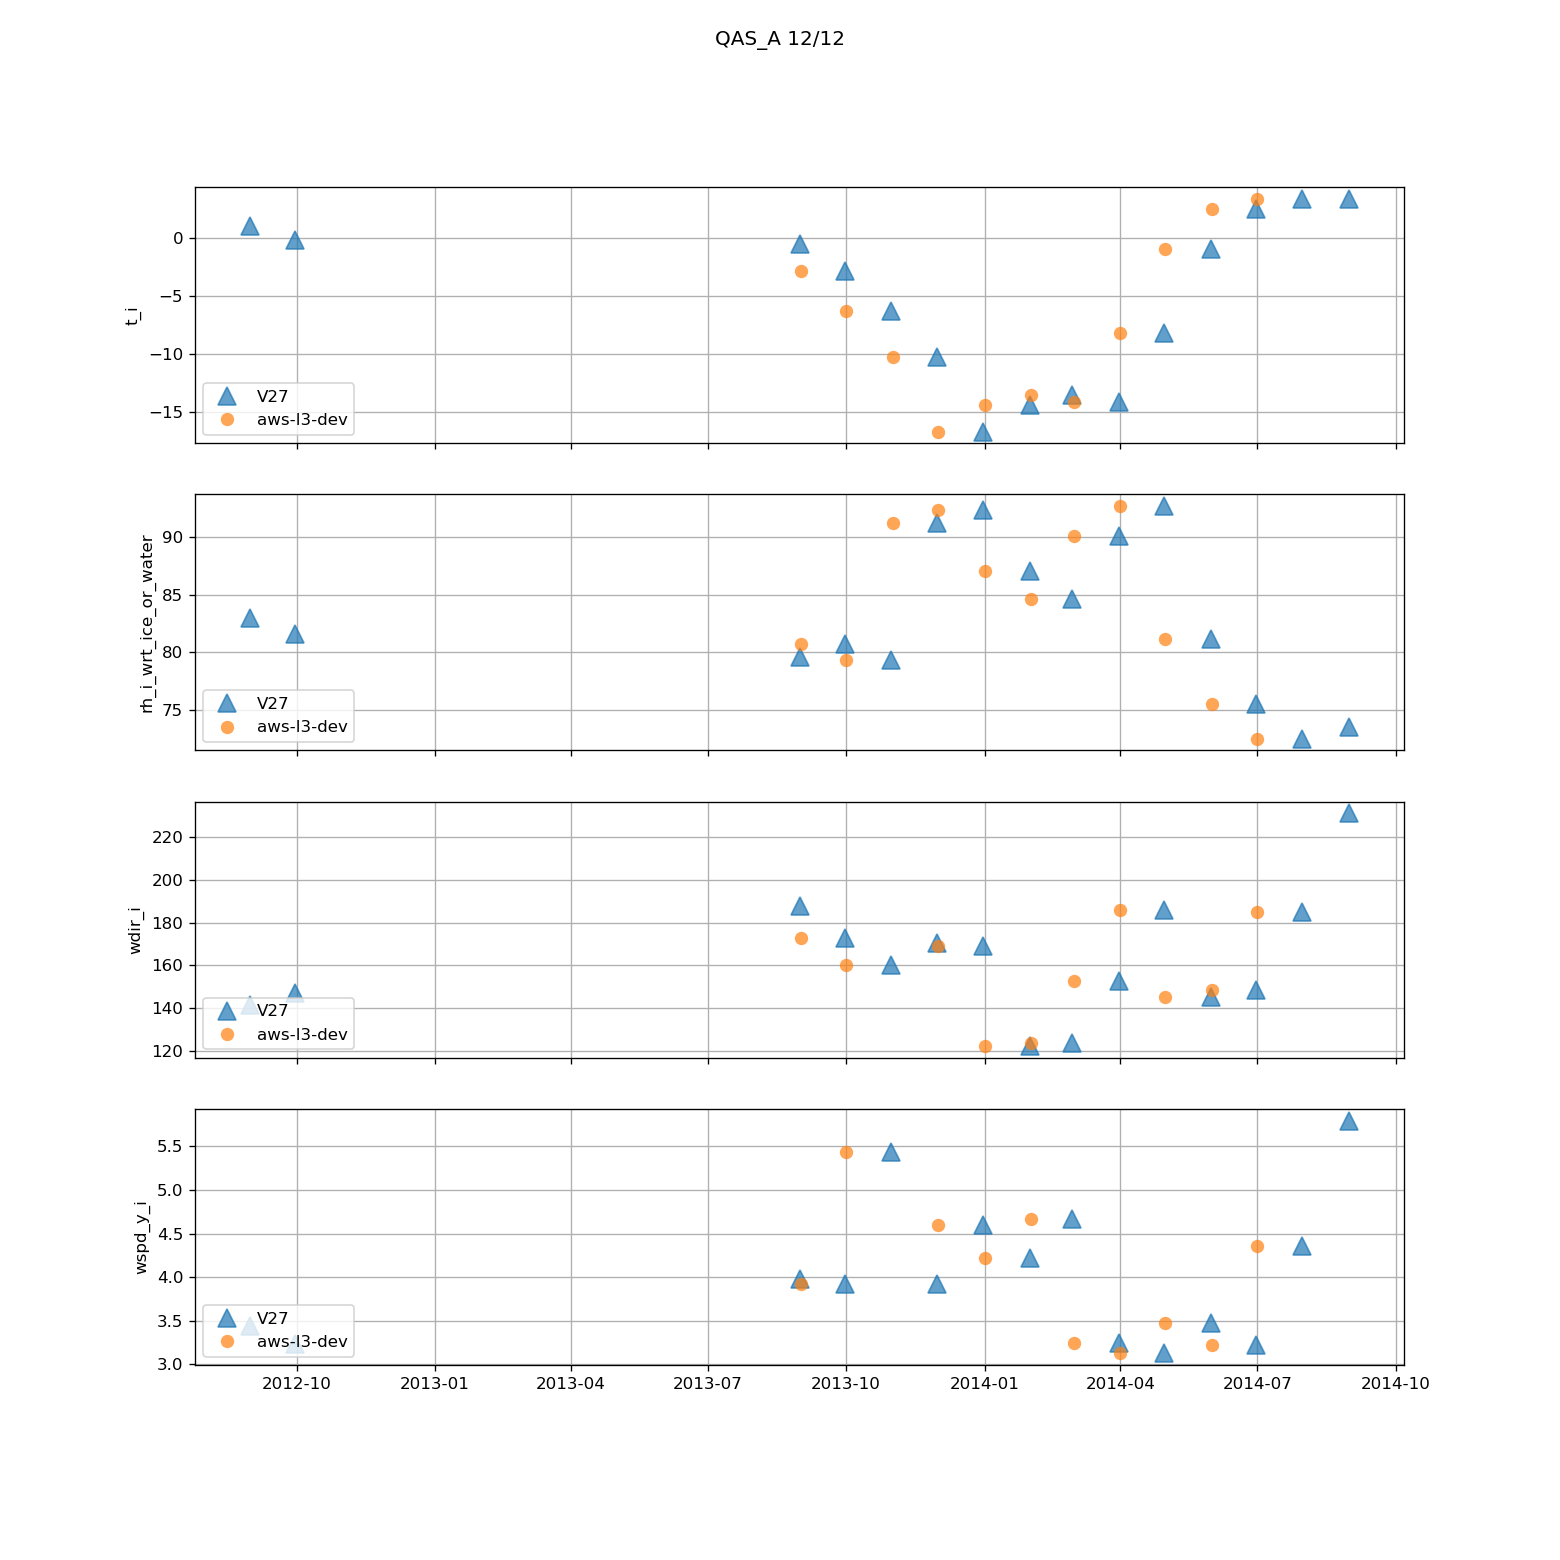 QAS_A 12/12
0
−5
−10
−15
t_i
V27
aws-l3-dev
90
85
80
75
rh_i_wrt_ice_or_water
V27
aws-l3-dev
220
200
180
160
140
120
wdir_i
V27
aws-l3-dev
5.5
5.0
4.5
4.0
3.5
3.0
wspd_y_i
V27
aws-l3-dev
2012-10 2013-01 2013-04 2013-07 2013-10 2014-01 2014-04 2014-07 2014-10